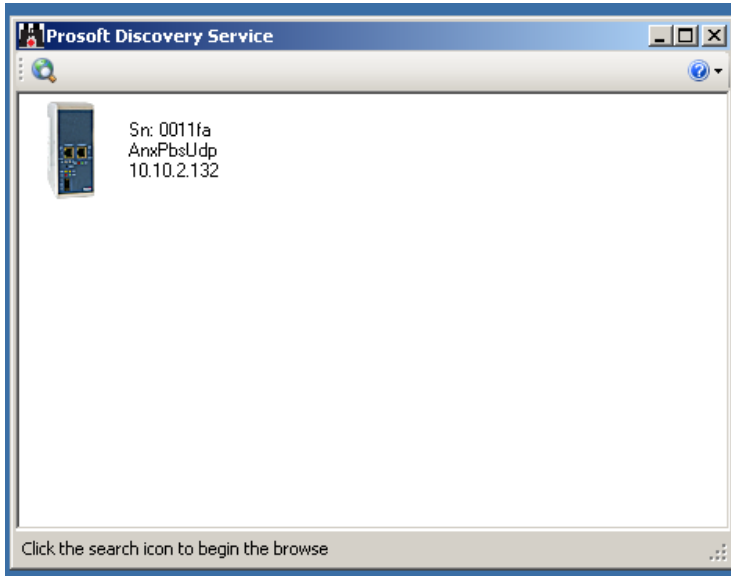 Prosoft Discovery Service
Sn: 0011fa
AnxPbsUdp
10.10.2.132
Click the search icon to begin the browse